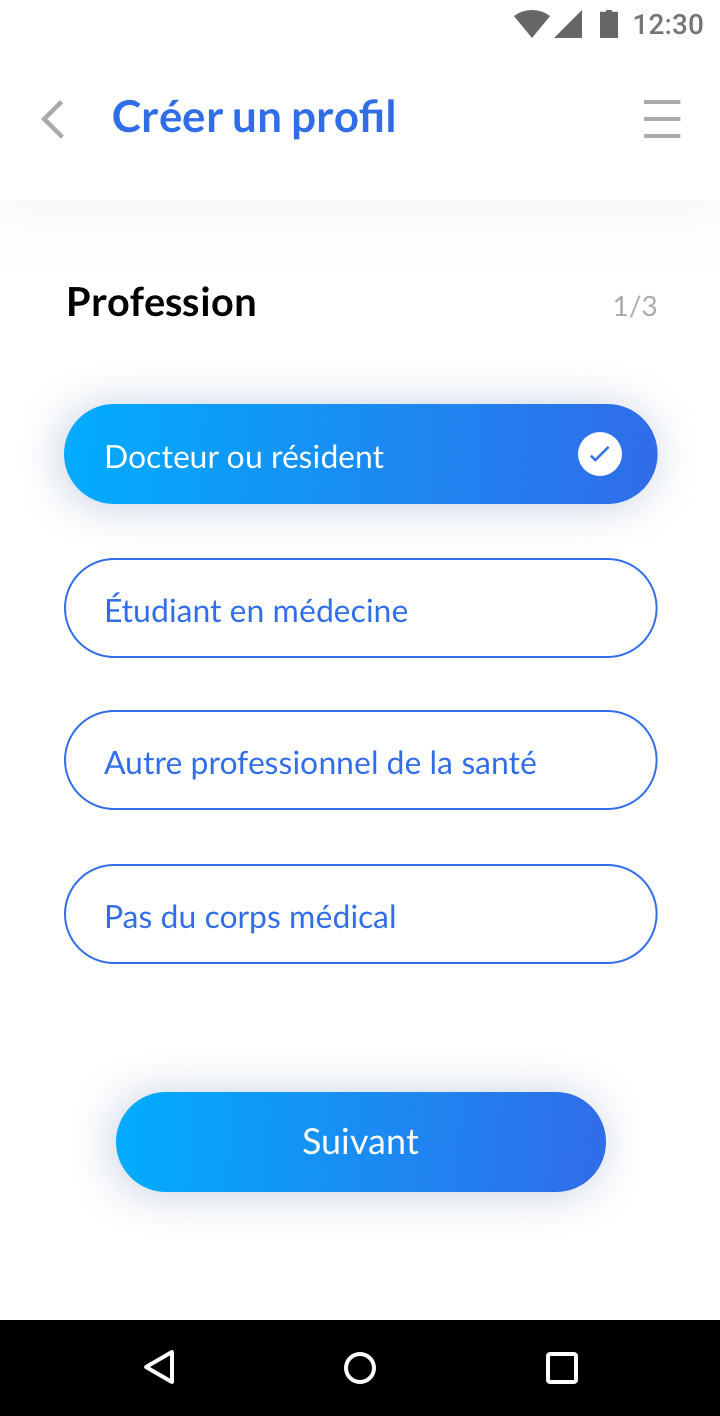 12:30
Créer un profil
Profession 1/3
Docteur ou résident
Étudiant en médecine
Autre professionnel de la santé
Pas du corps médical
Suivant